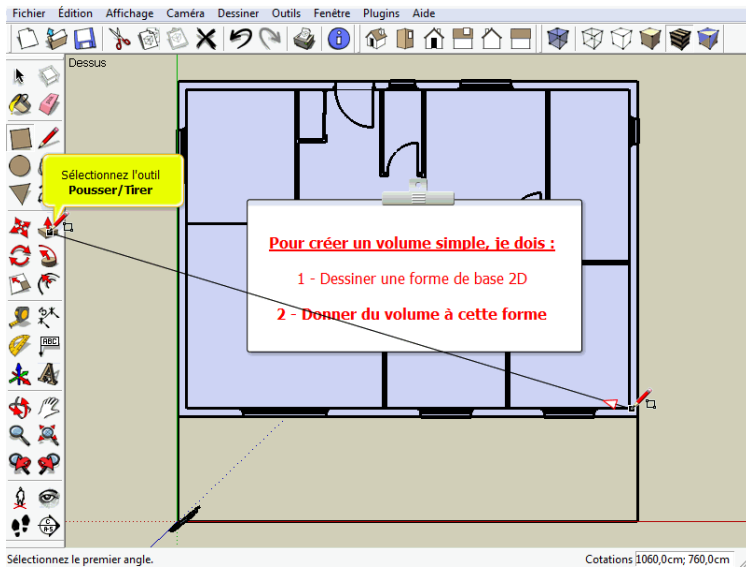 Fichier Édition Affichage Caméra Dessiner Outils Fenêtre Plugins Aide
Dessus
Sélectionnez l'outil
Pousser/Tirer
Pour créer un volume simple, je dois :
1 - Dessiner une forme de base 2D
2 - Donner du volume à cette forme
ABC
Sélectionnez le premier angle.
Cotations 1060,0cm; 760,0cm